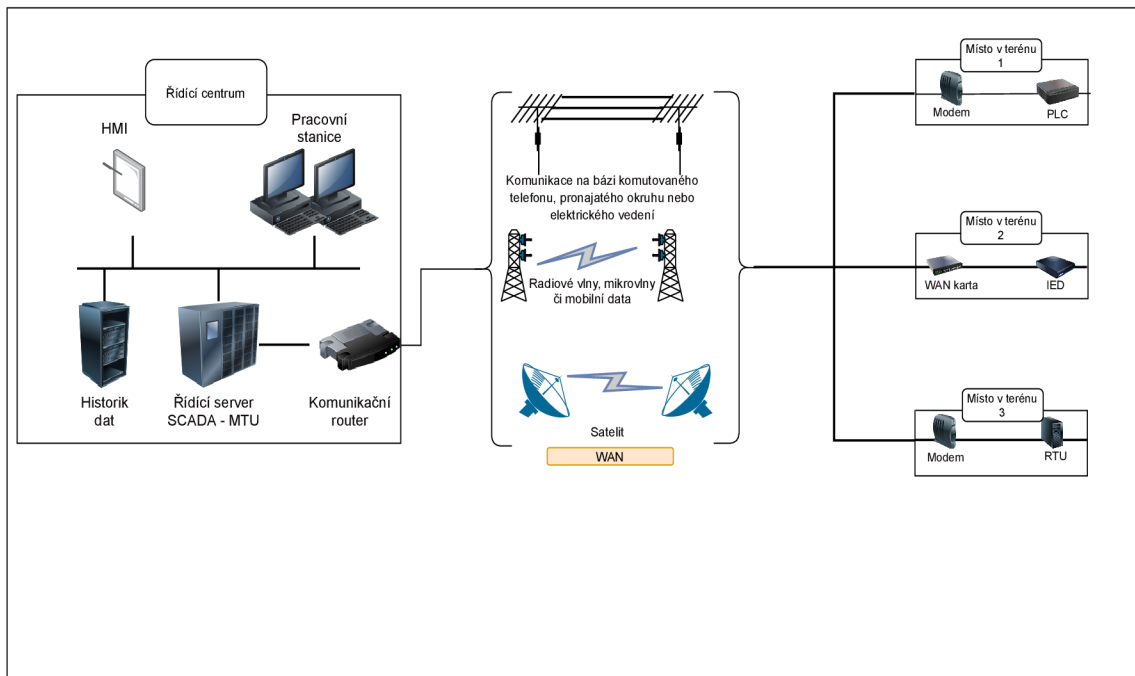 Řídící centrum
HMI
Pracovní
stanice
Historik
dat
Řídící server
SCADA - MTU
Komunikační
router
Komunikace na bázi komutovaného
telefonu, pronajatého okruhu nebo
elektrického vedení
Radiové vlny, mikrovlny
či mobilní data
Satelit
WAN
Místo v terénu
1
Modem
PLC
Místo v terénu
2
WAN karta
IED
Místo v terénu
3
Modem
RTU